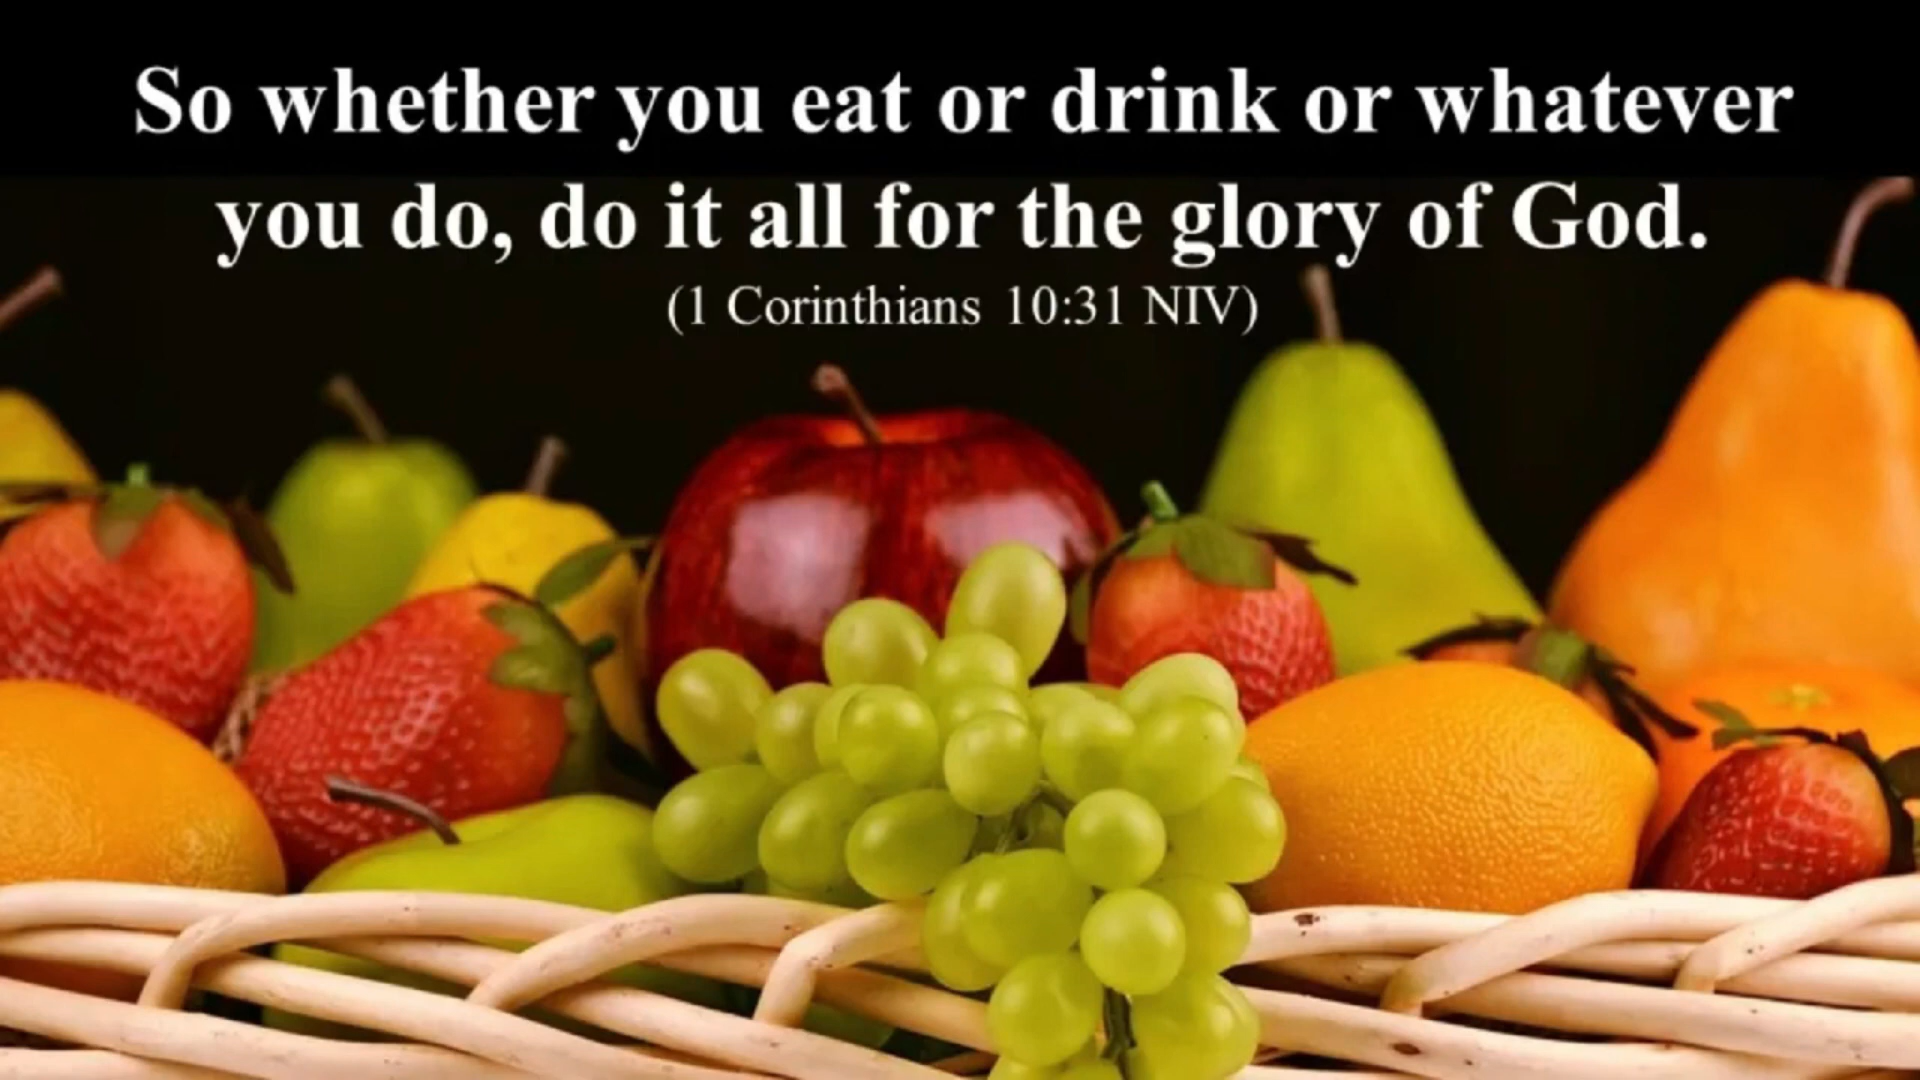 So whether you eat or drink or whatever
you do, do it all for the glory of God.
(1 Corinthians 10:31 NIV)